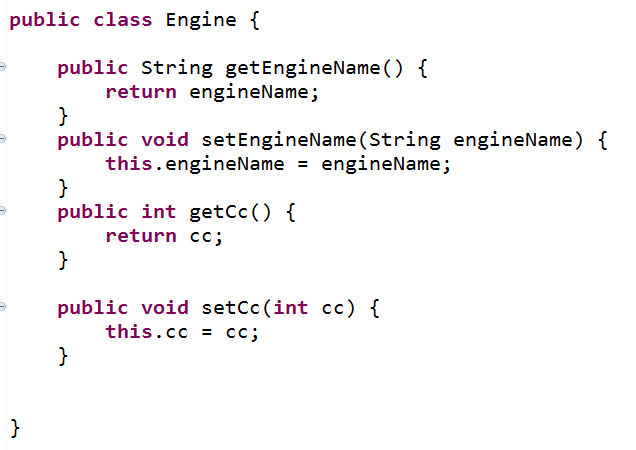 public class Engine {
public String getEngineName() {
return engineName;
}
public void setEngineName(String engineName) {
this.engineName = engineName;
}
public int getCc() {
return cc;
}
public void setCc(int cc) {
this.cc = cc;
}
}